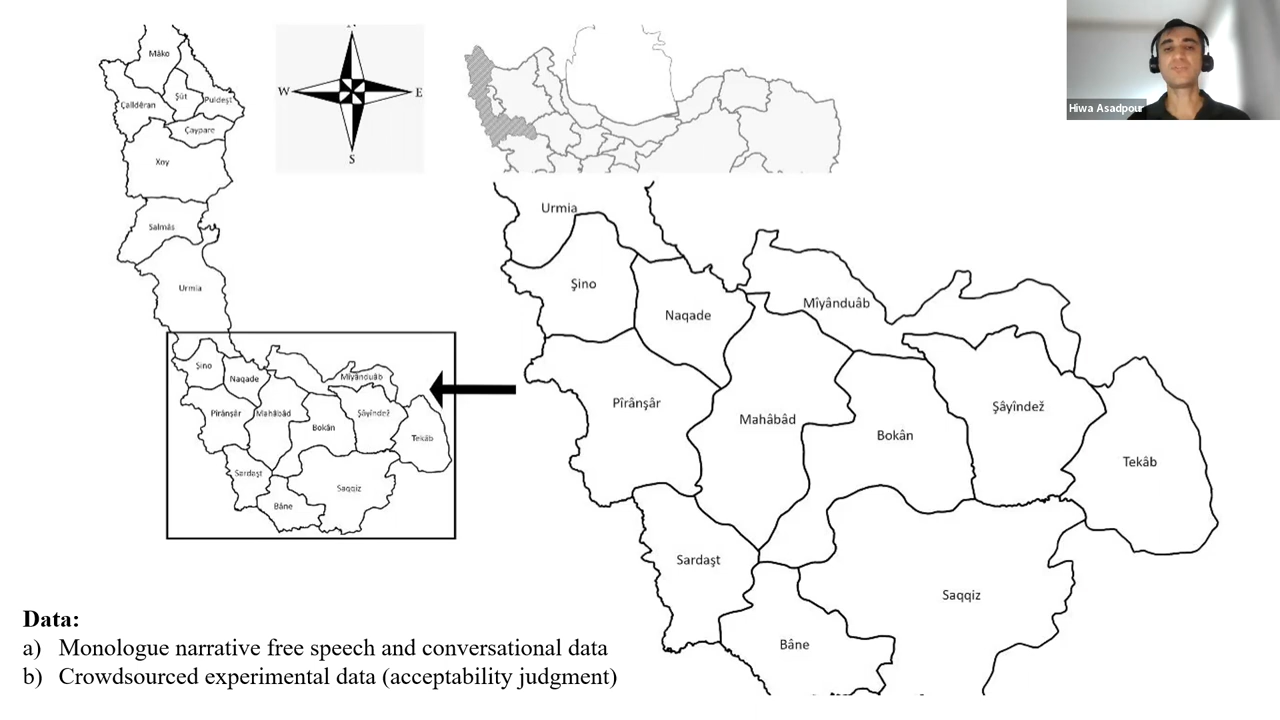 Mâko
Şût
Puldeşt
Çalldêran
Çaypare
Xoy
Salmâs
Urmia
Şino
Naqade
Mîyânduâb
Pîrânşâr
Mahâbâd
Bokân
Şâyîndež
Tekâb
Sardaşt
Saqqiz
Bâne
W
E
S
Hiwa Asadpour
Urmia
Şino
Naqade
Mîyânduâb
Pîrânşâr
Mahâbâd
Bokân
Şâyîndež
Tekâb
Sardaşt
Saqqiz
Bâne
Data:
a) Monologue narrative free speech and conversational data
b) Crowdsourced experimental data (acceptability judgment)